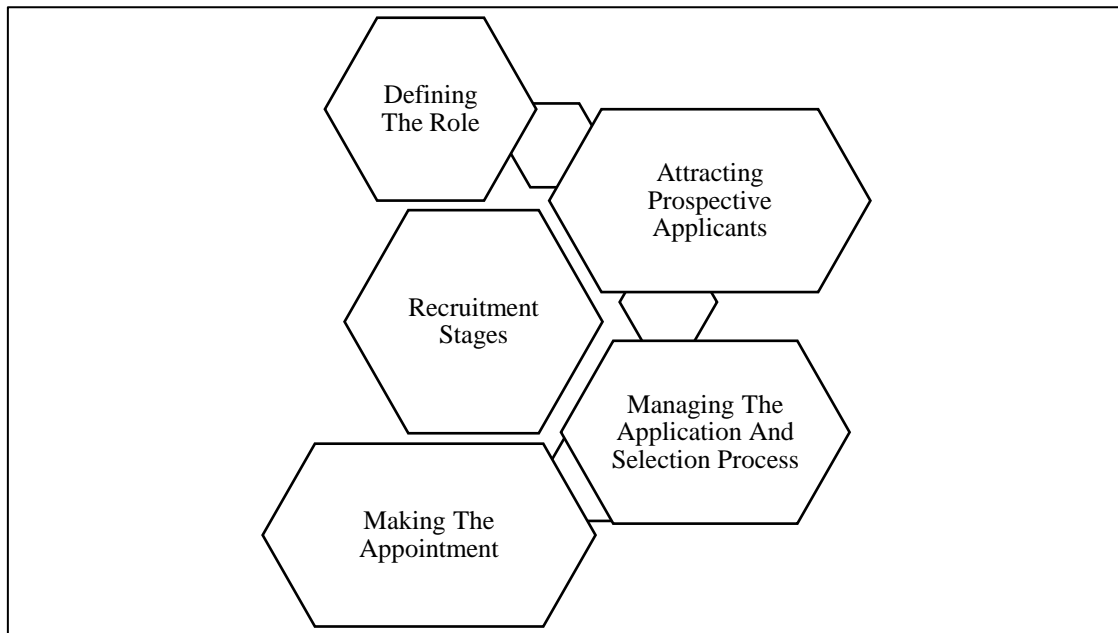 Defining
The Role
Attracting
Prospective
Applicants
Recruitment
Stages
Managing The
Application And
Selection Process
Making The
Appointment